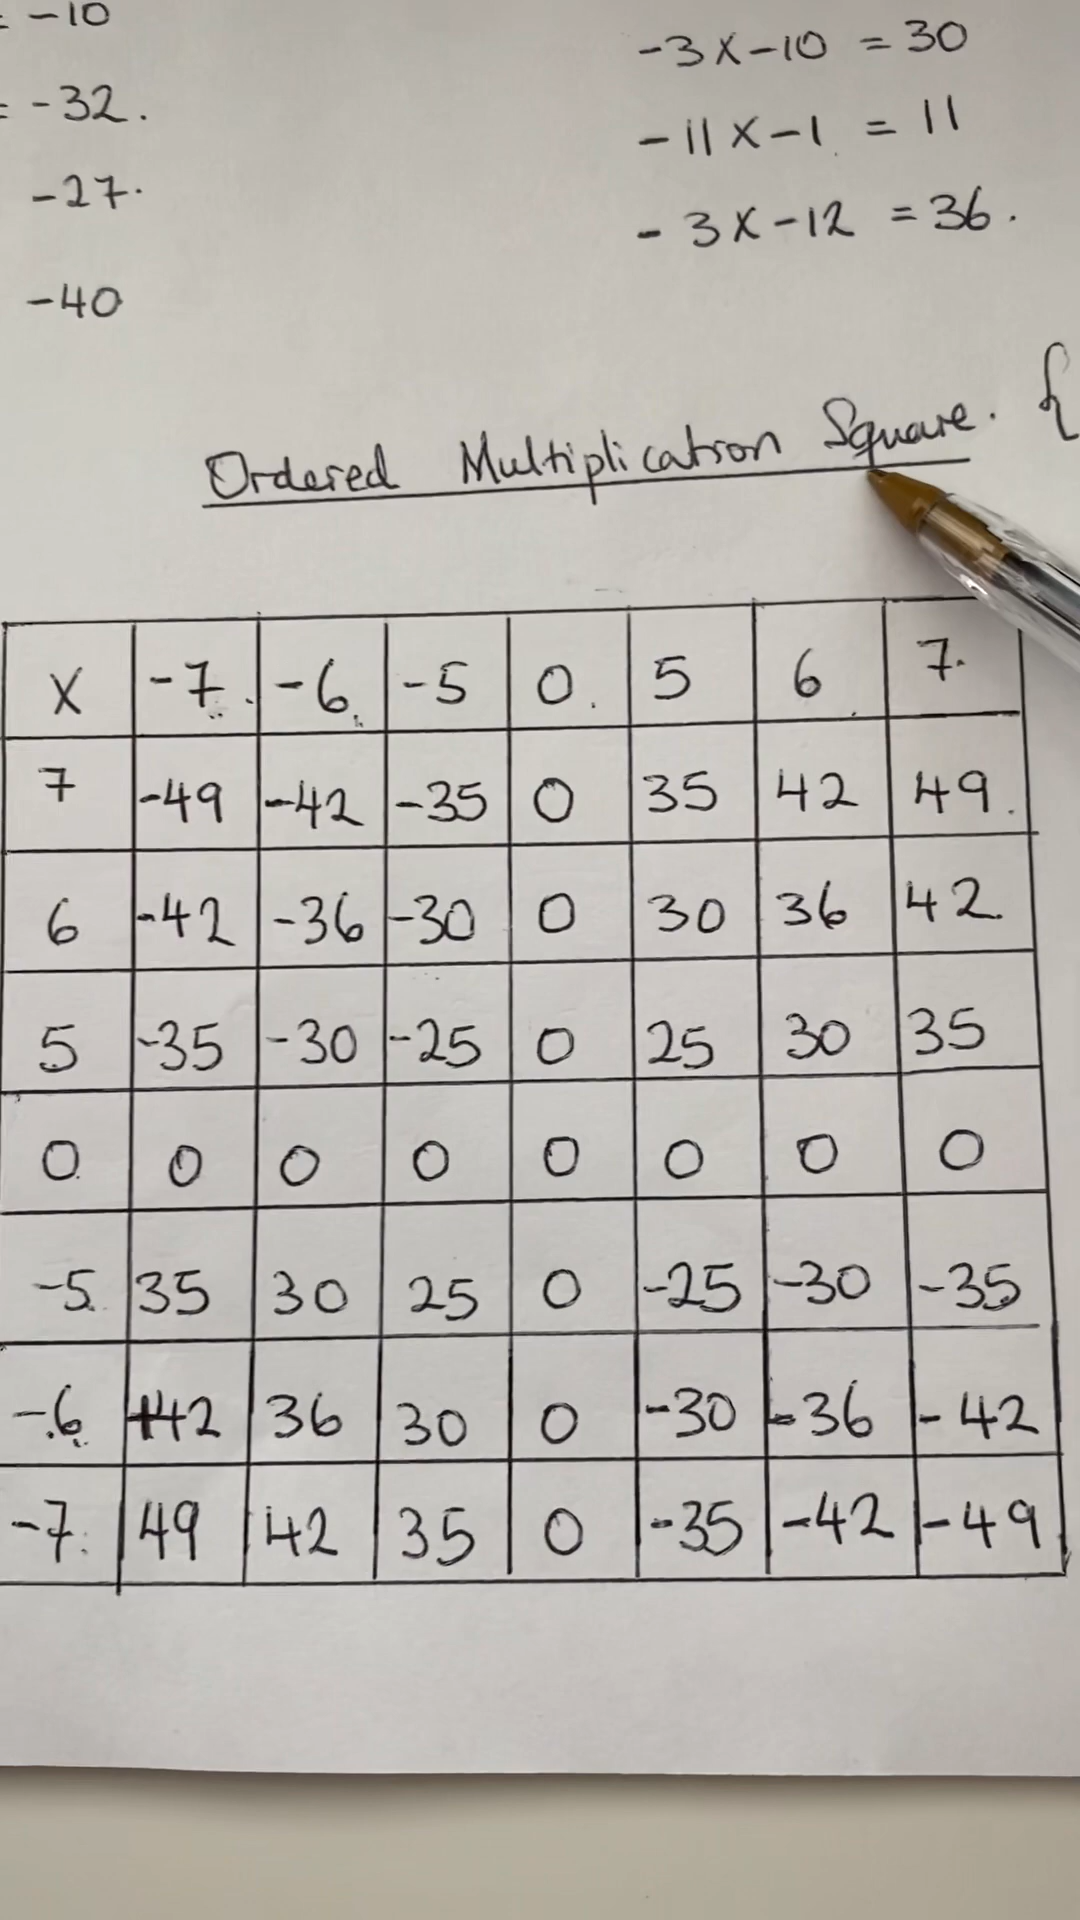 = -10
-3 X -10 = 30
= -32.
-11 X -1 = 11
-27.
-3 X -12 = 36.
-40
Ordered Multiplication Square. {
X -7 -6 -5 0 5 6 7
7 -49 -42 -35 0 35 42 49
6 -42 -36 -30 0 30 36 42
5 -35 -30 -25 0 25 30 35
0 0 0 0 0 0 0 0
-5 35 30 25 0 -25 -30 -35
-6 +42 36 30 0 -30 -36 -42
-7 49 42 35 0 -35 -42 -49